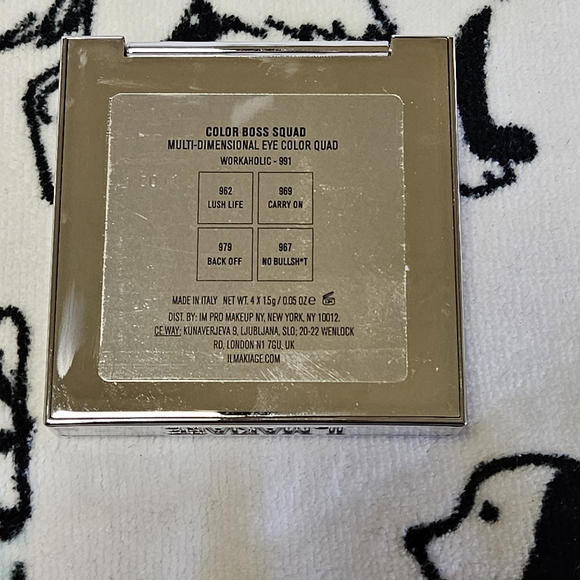 COLOR BOSS SQUAD
MULTI-DIMENSIONAL EYE COLOR QUAD
WORKAHOLIC - 991
962 969
LUSH LIFE CARRY ON
979 967
BACK OFF NO BULLSH*T
MADE IN ITALY NET WT. 4 X 1.5g / 0.05 OZ e
DIST. BY: IM PRO MAKEUP NY, NEW YORK, NY 10012.
CE WAY: KUNAVERJEVA 9, LJUBLJANA, SLO; 20-22 WENLOCK
RD, LONDON N1 7GU, UK
ILMAKIAGE.COM
IL MAKIAGE